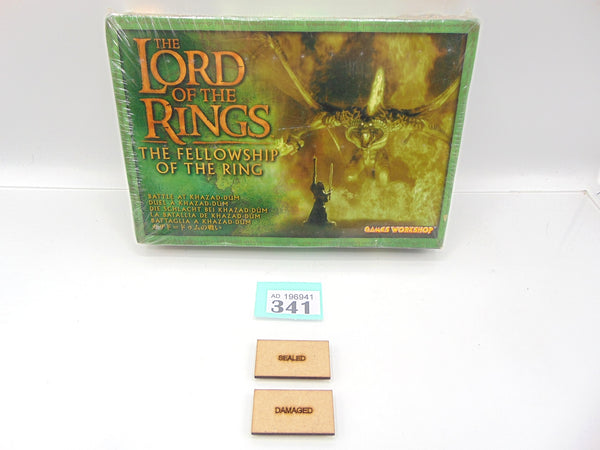 THE
LORD
OF THE
RINGS
THE FELLOWSHIP
OF THE RING
BATTLE AT KHAZAD-DÛM
DUEL A KHAZAD-DÛM
DIE SCHLACHT BEI KHAZAD-DÛM
LA BATALLA DE KHAZAD-DÛM
BATTAGLIA A KHAZAD-DÛM
GAMES WORKSHOP
AD 196941
341
SEALED
DAMAGED